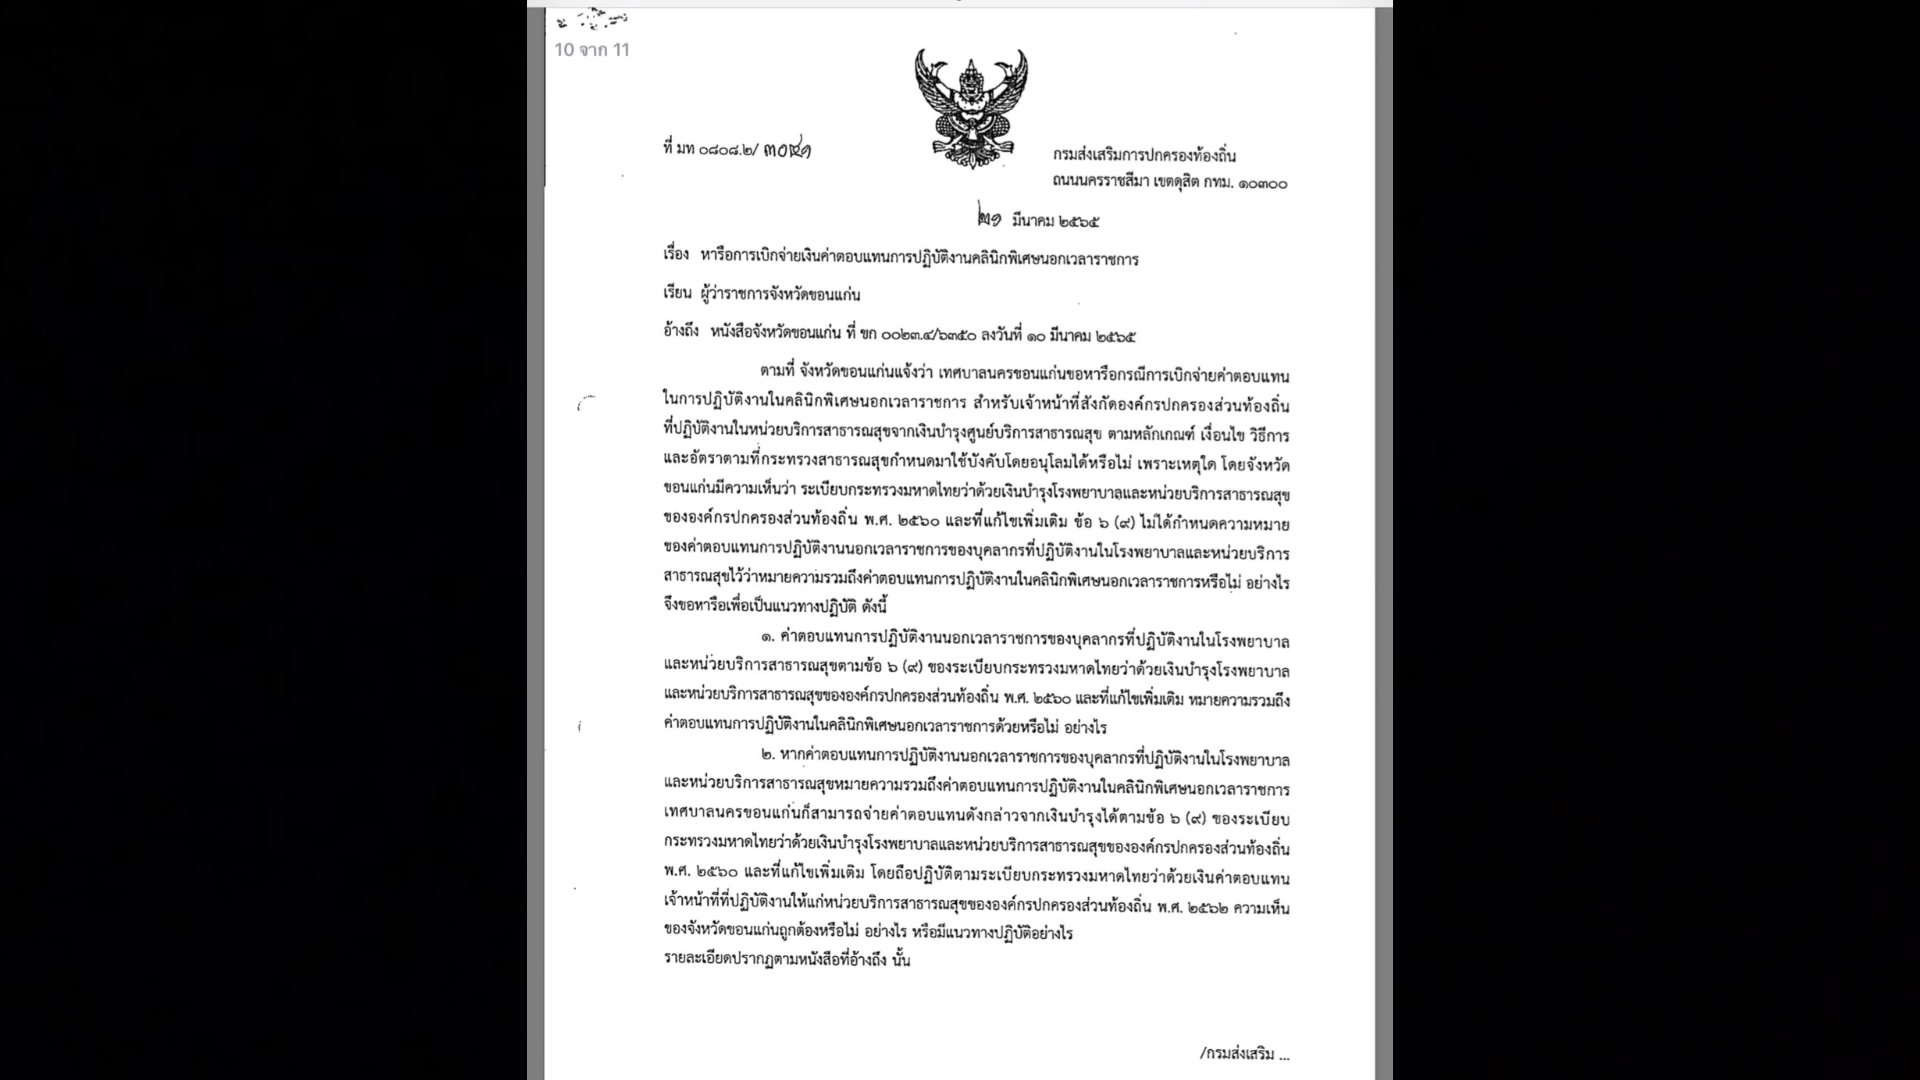 10 จาก 11
ที่ มท ๐๘๐๘.๒/
กรมส่งเสริมการปกครองท้องถิ่น
ถนนนครราชสีมา เขตดุสิต กทม. ๑๐๓๐๐
๒๑ มีนาคม ๒๕๖๕
เรื่อง หารือการเบิกจ่ายเงินค่าตอบแทนการปฏิบัติงานคลินิกพิเศษนอกเวลาราชการ
เรียน ผู้ว่าราชการจังหวัดขอนแก่น
อ้างถึง หนังสือจังหวัดขอนแก่น ที่ ขก ๐๐๒๓.๔/๖๓๕๐ ลงวันที่ ๑๐ มีนาคม ๒๕๖๕
ตามที่ จังหวัดขอนแก่นแจ้งว่า เทศบาลนครขอนแก่นขอหารือกรณีการเบิกจ่ายค่าตอบแทน
ในการปฏิบัติงานในคลินิกพิเศษนอกเวลาราชการ สำหรับเจ้าหน้าที่สังกัดองค์กรปกครองส่วนท้องถิ่น
ที่ปฏิบัติงานในหน่วยบริการสาธารณสุขจากเงินบำรุงศูนย์บริการสาธารณสุข ตามหลักเกณฑ์ เงื่อนไข วิธีการ
และอัตราตามที่กระทรวงสาธารณสุขกำหนดมาใช้บังคับโดยอนุโลมได้หรือไม่ เพราะเหตุใด โดยจังหวัด
ขอนแก่นมีความเห็นว่า ระเบียบกระทรวงมหาดไทยว่าด้วยเงินบำรุงโรงพยาบาลและหน่วยบริการสาธารณสุข
ขององค์กรปกครองส่วนท้องถิ่น พ.ศ. ๒๕๖๐ และที่แก้ไขเพิ่มเติม ข้อ ๖ (๙) ไม่ได้กำหนดความหมาย
ของค่าตอบแทนการปฏิบัติงานนอกเวลาราชการของบุคลากรที่ปฏิบัติงานในโรงพยาบาลและหน่วยบริการ
สาธารณสุขไว้ว่าหมายความรวมถึงค่าตอบแทนการปฏิบัติงานในคลินิกพิเศษนอกเวลาราชการหรือไม่ อย่างไร
จึงขอหารือเพื่อเป็นแนวทางปฏิบัติ ดังนี้
๑. ค่าตอบแทนการปฏิบัติงานนอกเวลาราชการของบุคลากรที่ปฏิบัติงานในโรงพยาบาล
และหน่วยบริการสาธารณสุขตามข้อ ๖ (๙) ของระเบียบกระทรวงมหาดไทยว่าด้วยเงินบำรุงโรงพยาบาล
และหน่วยบริการสาธารณสุขขององค์กรปกครองส่วนท้องถิ่น พ.ศ. ๒๕๖๐ และที่แก้ไขเพิ่มเติม หมายความรวมถึง
ค่าตอบแทนการปฏิบัติงานในคลินิกพิเศษนอกเวลาราชการด้วยหรือไม่ อย่างไร
๒. หากค่าตอบแทนการปฏิบัติงานนอกเวลาราชการของบุคลากรที่ปฏิบัติงานในโรงพยาบาล
และหน่วยบริการสาธารณสุขหมายความรวมถึงค่าตอบแทนการปฏิบัติงานในคลินิกพิเศษนอกเวลาราชการ
เทศบาลนครขอนแก่นก็สามารถจ่ายค่าตอบแทนดังกล่าวจากเงินบำรุงได้ตามข้อ ๖ (๙) ของระเบียบ
กระทรวงมหาดไทยว่าด้วยเงินบำรุงโรงพยาบาลและหน่วยบริการสาธารณสุขขององค์กรปกครองส่วนท้องถิ่น
พ.ศ. ๒๕๖๐ และที่แก้ไขเพิ่มเติม โดยถือปฏิบัติตามระเบียบกระทรวงมหาดไทยว่าด้วยเงินค่าตอบแทน
เจ้าหน้าที่ที่ปฏิบัติงานให้แก่หน่วยบริการสาธารณสุขขององค์กรปกครองส่วนท้องถิ่น พ.ศ. ๒๕๖๒ ความเห็น
ของจังหวัดขอนแก่นถูกต้องหรือไม่ อย่างไร หรือมีแนวทางปฏิบัติอย่างไร
รายละเอียดปรากฏตามหนังสือที่อ้างถึง นั้น
/กรมส่งเสริม ...